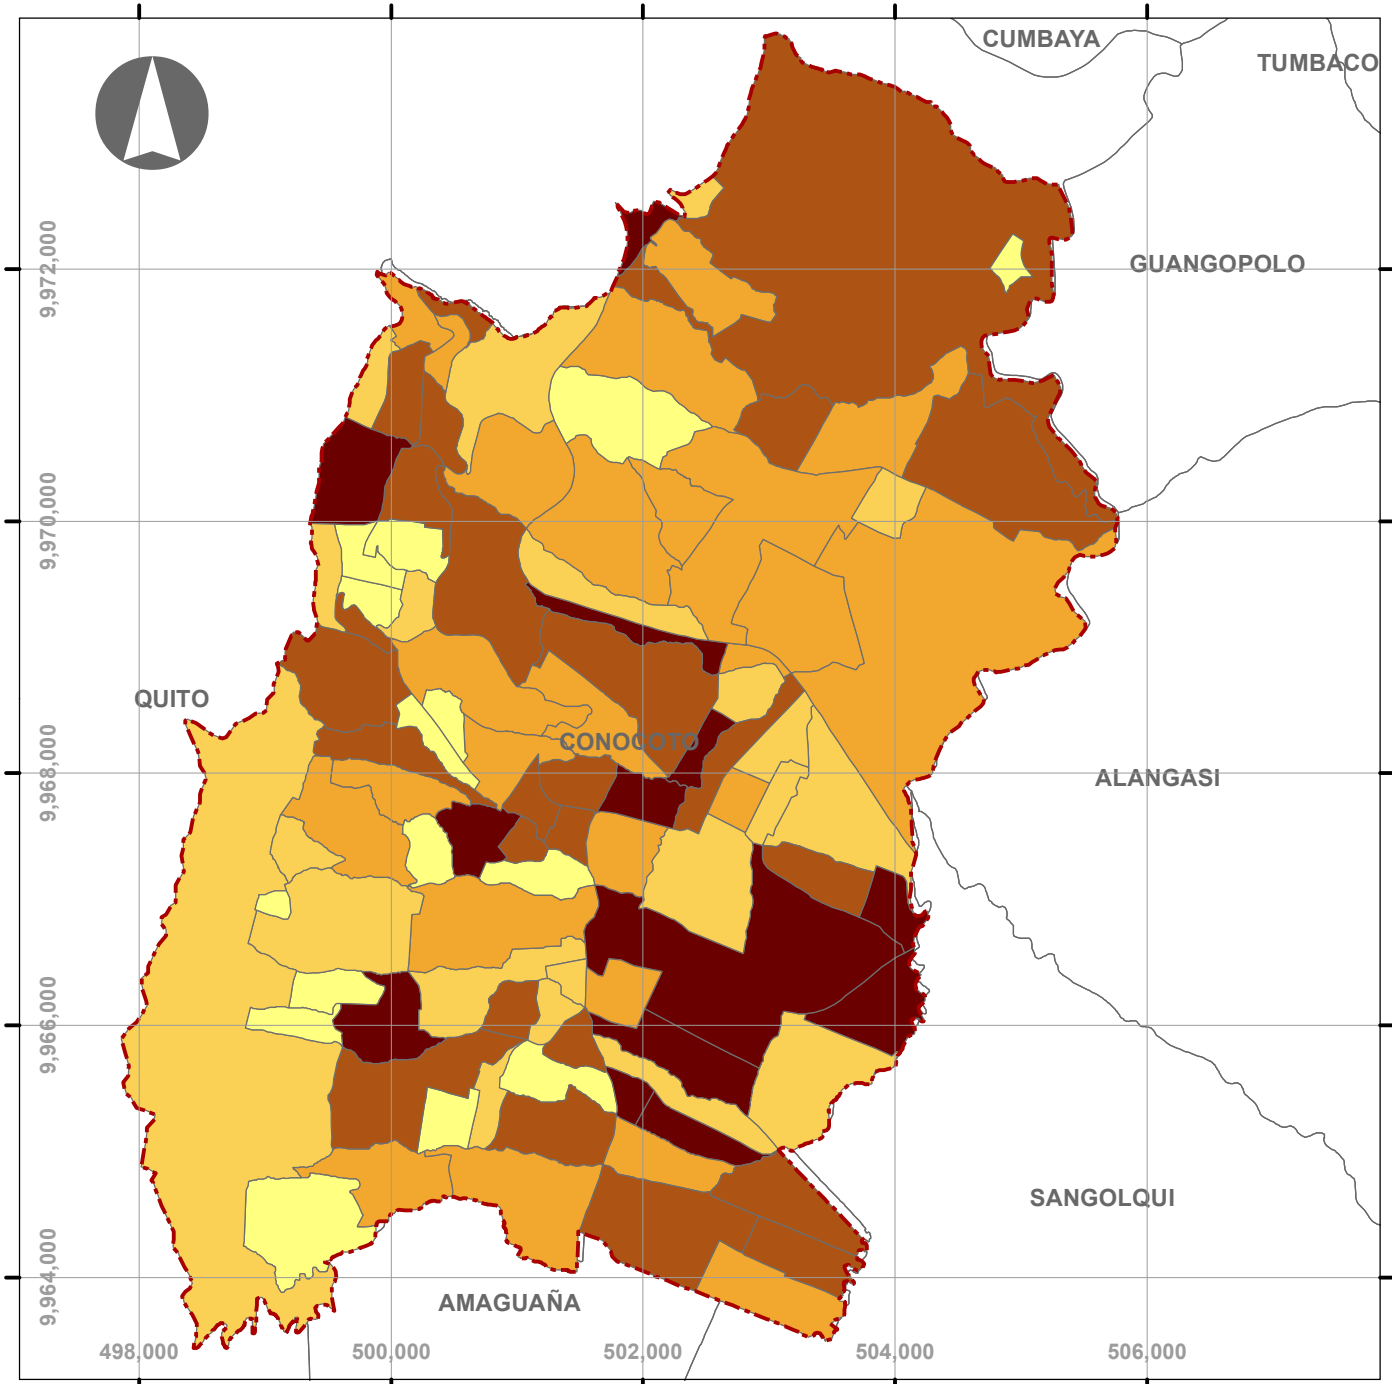 CUMBAYA
TUMBACO
9,972,000
GUANGOPOLO
9,970,000
QUITO
CONOCOTO
9,968,000
ALANGASI
9,966,000
SANGOLQUI
9,964,000
AMAGUAÑA
498,000 500,000 502,000 504,000 506,000